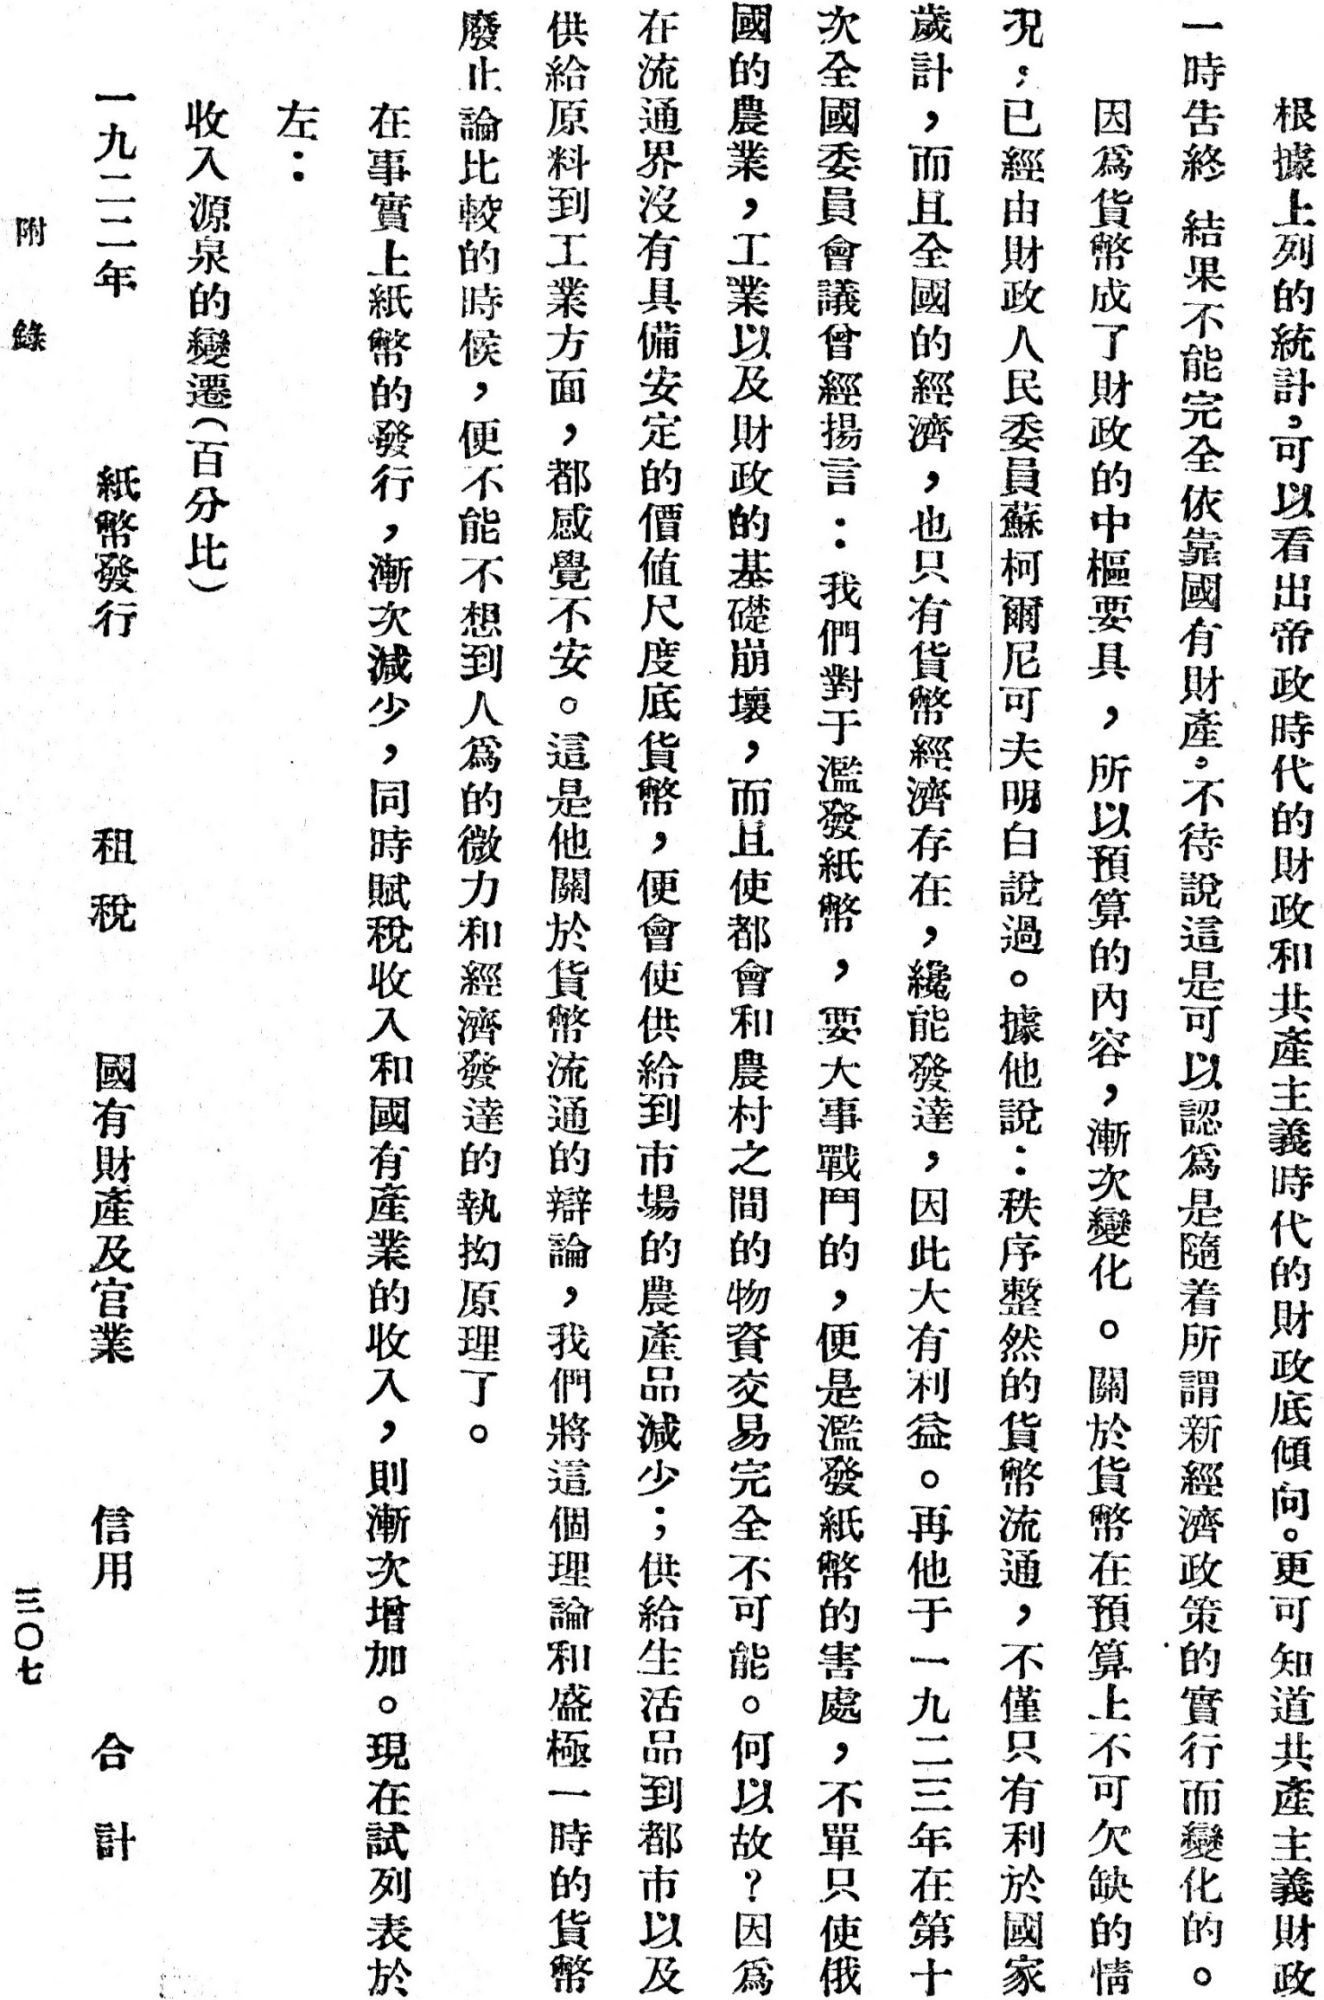 根據上列的統計，可以看出帝政時代的財政和共產主義時代的財政底傾向。更可知道共產主義財政
一時告終 結果不能完全依靠國有財產。不待說這是可以認爲是隨着所謂新經濟政策的實行而變化的。
因爲貨幣成了財政的中樞要具，所以預算的內容，漸次變化。關於貨幣在預算上不可欠缺的情
况，已經由財政人民委員蘇柯爾尼可夫明白說過。據他說：秩序整然的貨幣流通，不僅只有利於國家
歲計，而且全國的經濟，也只有貨幣經濟存在，纔能發達，因此大有利益。再他于一九二三年在第十
次全國委員會議曾經揚言：我們對于濫發紙幣，要大事戰鬥的，便是濫發紙幣的害處，不單只使俄
國的農業，工業以及財政的基礎崩壞，而且使都會和農村之間的物資交易完全不可能。何以故？因爲
在流通界沒有具備安定的價值尺度底貨幣，便會使供給到市場的農產品減少；供給生活品到都市以及
供給原料到工業方面，都感覺不安。這是他關於貨幣流通的辯論，我們將這個理論和盛極一時的貨幣
廢止論比較的時候，便不能不想到人爲的微力和經濟發達的執拗原理了。
在事實上紙幣的發行，漸次減少，同時賦稅收入和國有產業的收入，則漸次增加。現在試列表於
左：
收入源泉的變遷（百分比）
一九二二年 紙幣發行 租稅 國有財產及官業 信用 合計
附錄 三〇七